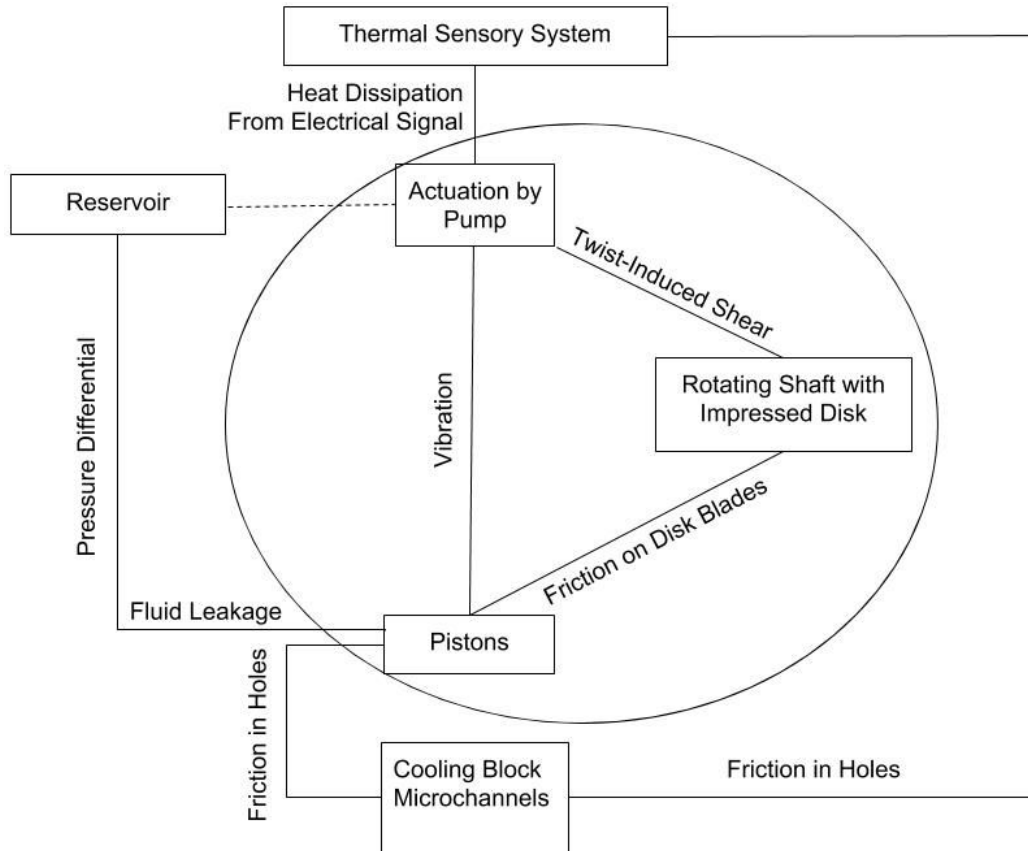 Thermal Sensory System
Heat Dissipation
From Electrical Signal
Reservoir
Actuation by
Pump
Twist-Induced Shear
Pressure Differential
Vibration
Rotating Shaft with
Impressed Disk
Friction on Disk Blades
Fluid Leakage
Pistons
Friction in Holes
Cooling Block
Microchannels
Friction in Holes